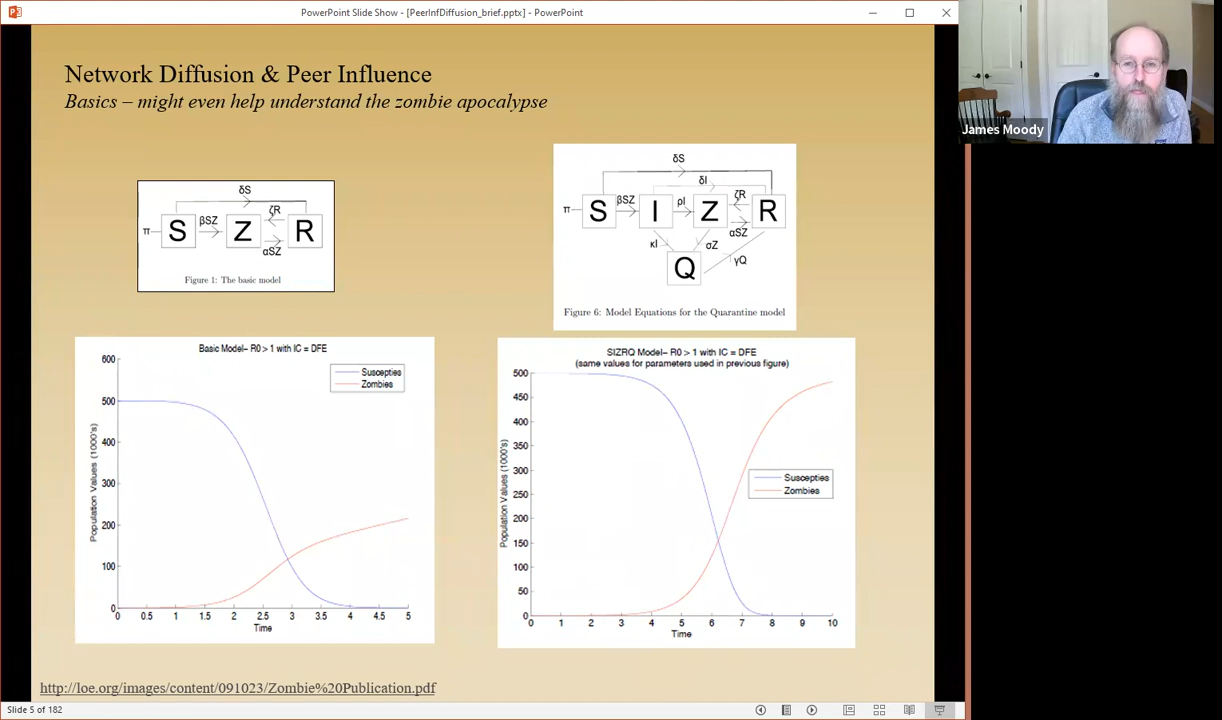 PowerPoint Slide Show - [PeerInfDiffusion_brief.pptx] - PowerPoint
James Moody
Network Diffusion & Peer Influence
Basics – might even help understand the zombie apocalypse
δS
π
S
βSZ
Z
ζR
αSZ
R
Figure 1: The basic model
δS
δI
π
S
βSZ
I
ρI
Z
ζR
αSZ
R
κI
σZ
γQ
Q
Figure 6: Model Equations for the Quarantine model
Basic Model– R0 > 1 with IC = DFE
Suscepties
Zombies
Population Values (1000's)
600
500
400
300
200
100
0
0 0.5 1 1.5 2 2.5 3 3.5 4 4.5 5
Time
SIZRQ Model– R0 > 1 with IC = DFE
(same values for parameters used in previous figure)
Suscepties
Zombies
Population Values (1000's)
500
450
400
350
300
250
200
150
100
50
0
0 1 2 3 4 5 6 7 8 9 10
Time
http://loe.org/images/content/091023/Zombie%20Publication.pdf
Slide 5 of 182